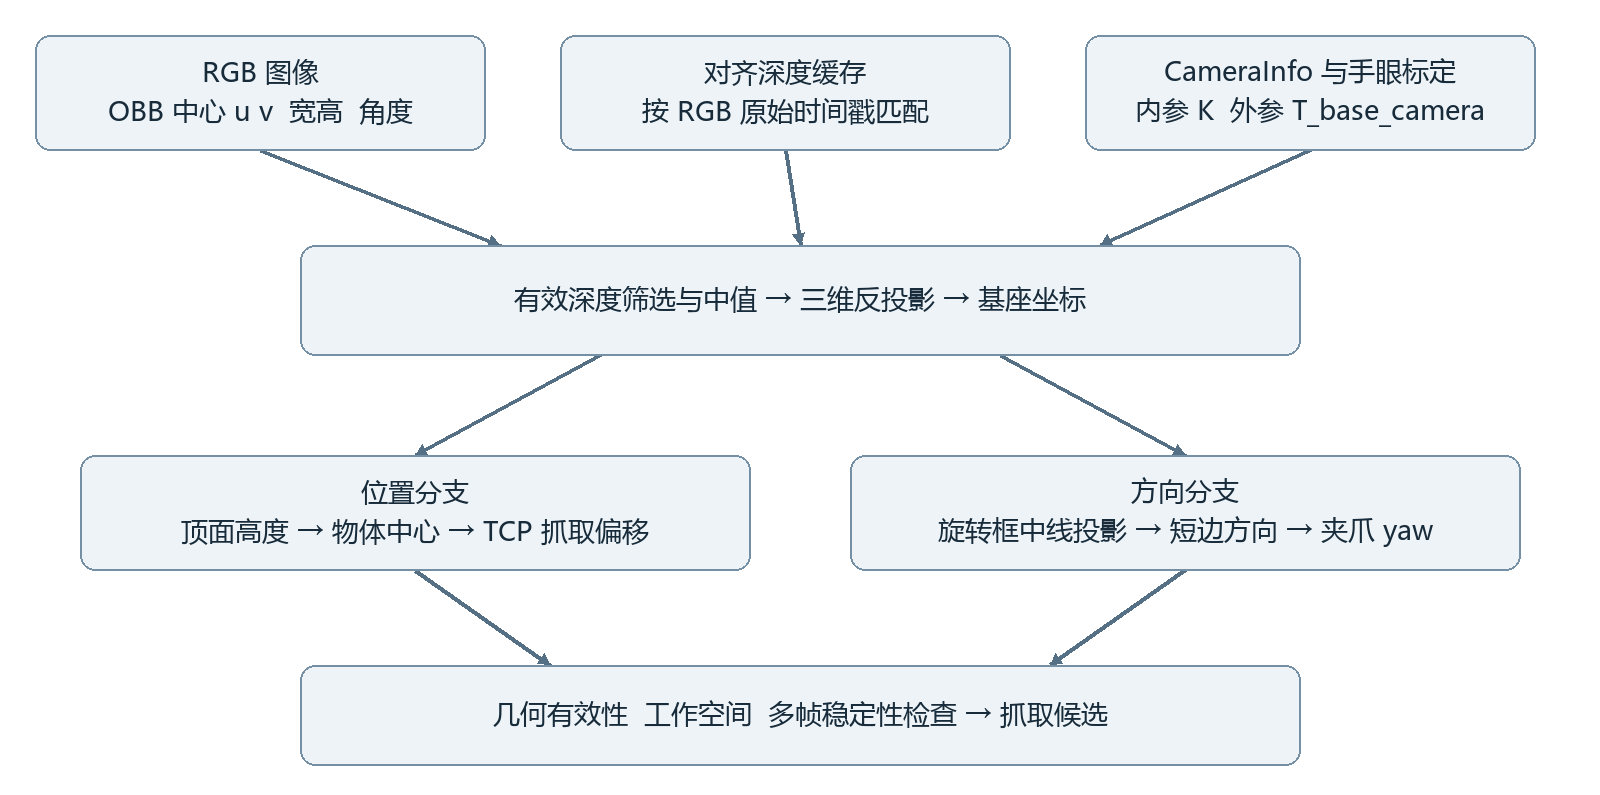 RGB 图像
OBB 中心 u v 宽高 角度
对齐深度缓存
按 RGB 原始时间戳匹配
CameraInfo 与手眼标定
内参 K 外参 T_base_camera
有效深度筛选与中值 → 三维反投影 → 基座坐标
位置分支
顶面高度 → 物体中心 → TCP 抓取偏移
方向分支
旋转框中线投影 → 短边方向 → 夹爪 yaw
几何有效性 工作空间 多帧稳定性检查 → 抓取候选